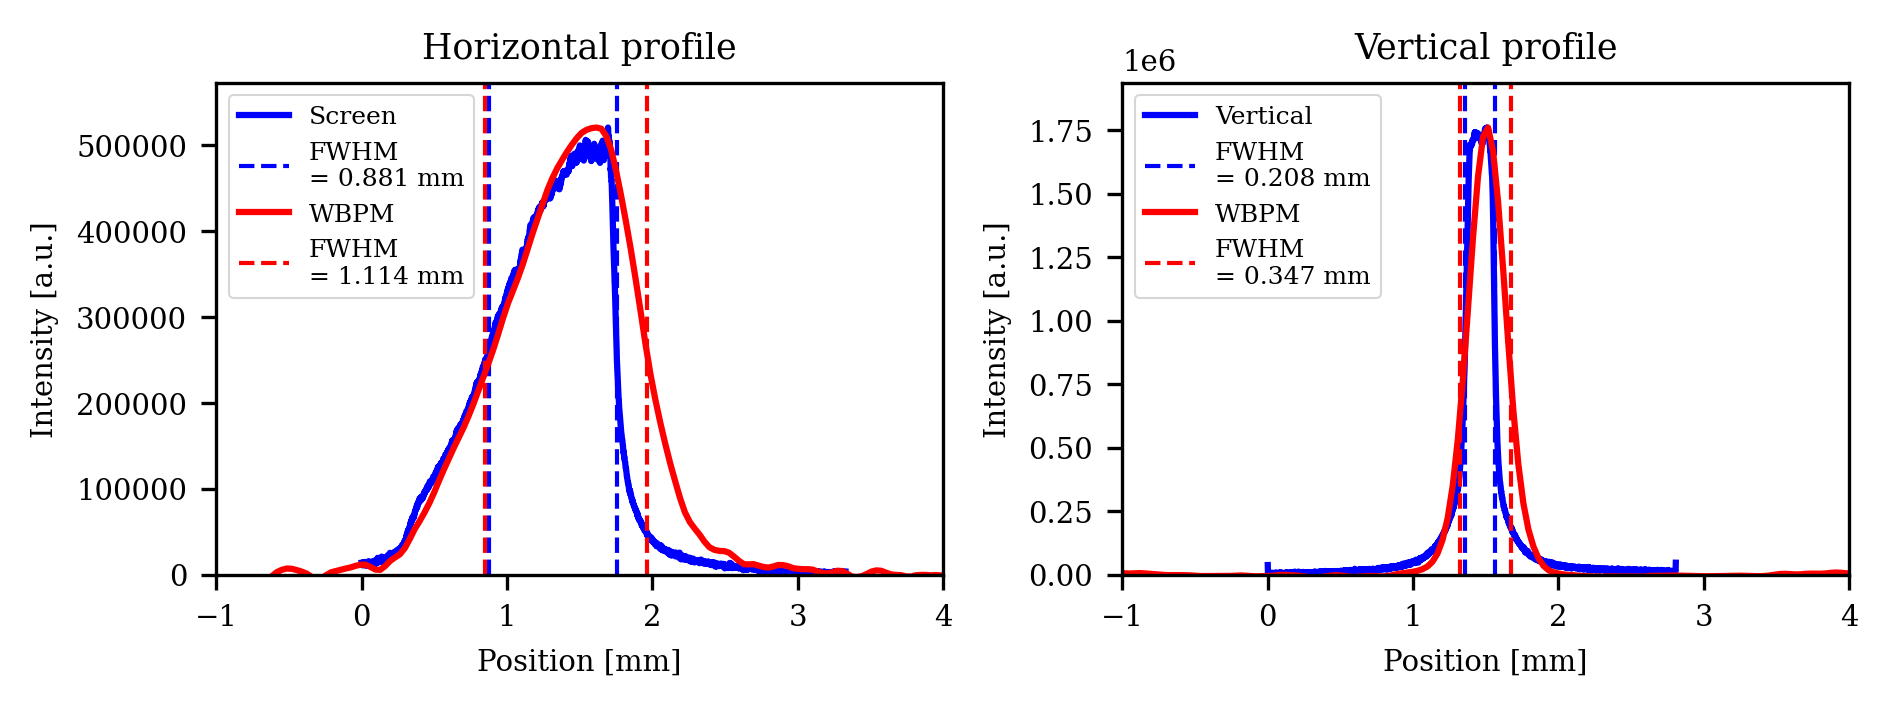 Horizontal profile
Screen
FWHM
= 0.881 mm
WBPM
FWHM
= 1.114 mm
Intensity [a.u.]
500000
400000
300000
200000
100000
0
−1
0
1
2
3
4
Position [mm]
Vertical profile
1e6
Vertical
FWHM
= 0.208 mm
WBPM
FWHM
= 0.347 mm
Intensity [a.u.]
1.75
1.50
1.25
1.00
0.75
0.50
0.25
0.00
−1
0
1
2
3
4
Position [mm]